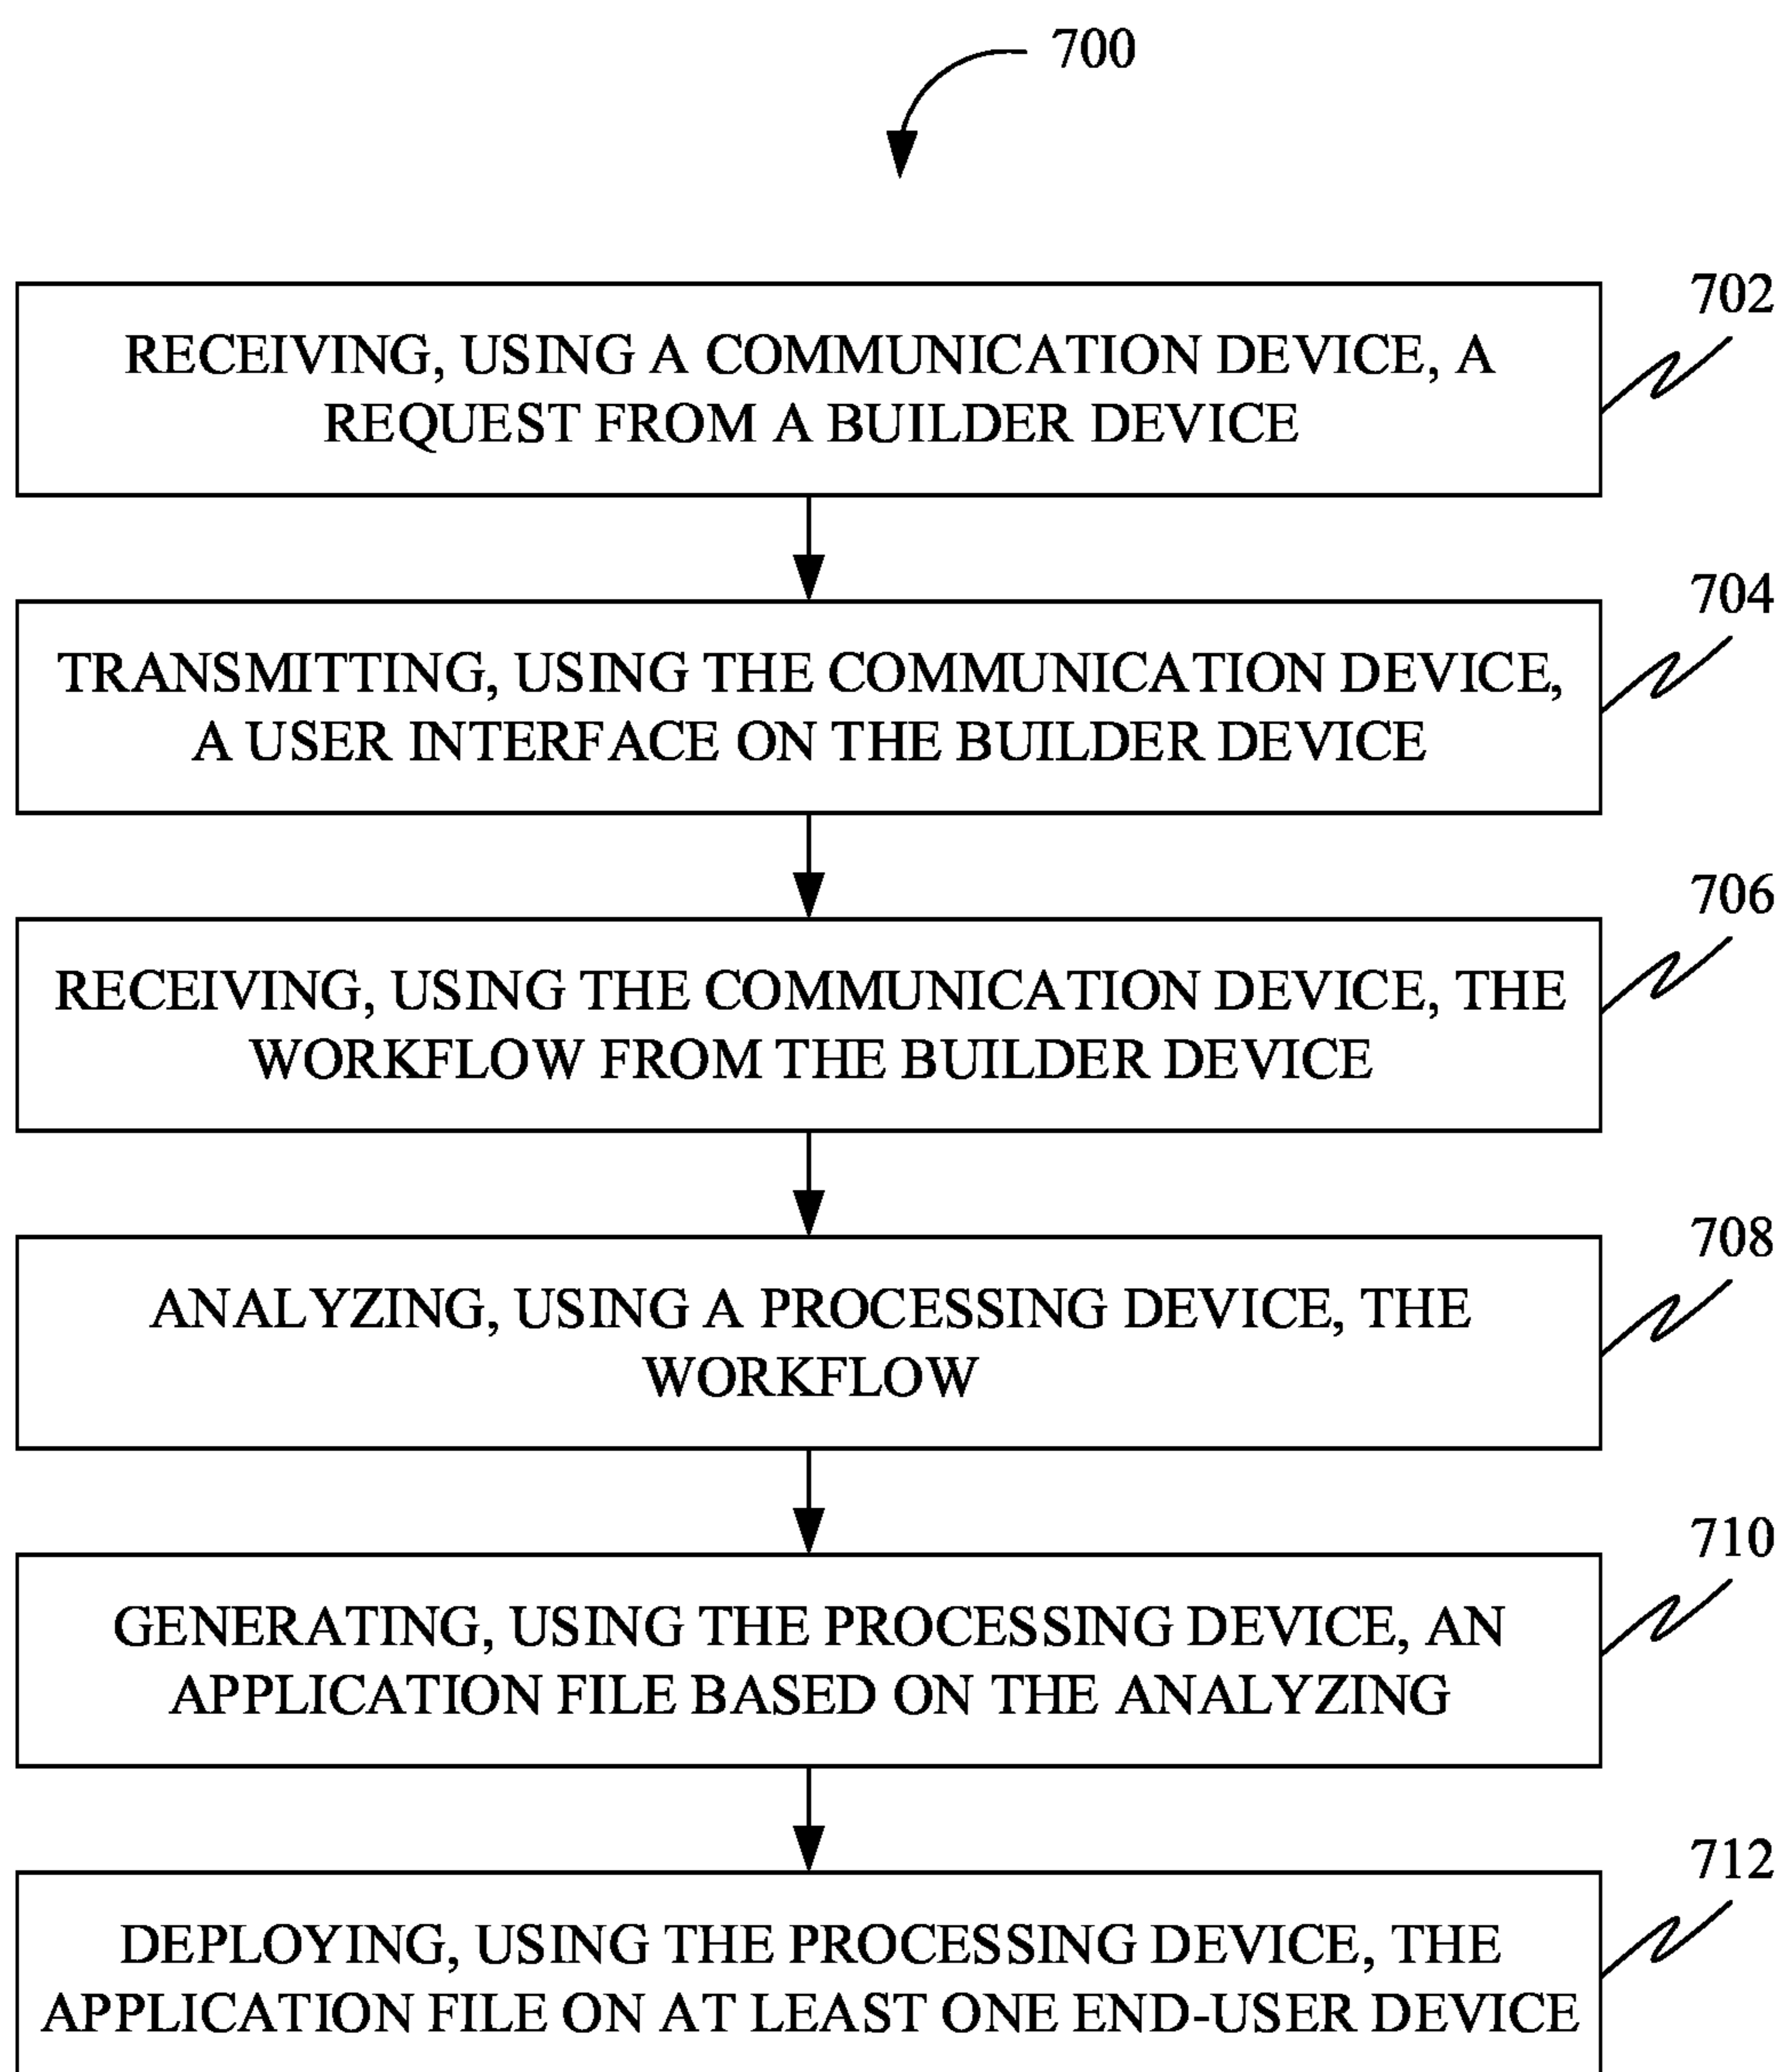 700
702
RECEIVING, USING A COMMUNICATION DEVICE, A
REQUEST FROM A BUILDER DEVICE
704
TRANSMITTING, USING THE COMMUNICATION DEVICE,
A USER INTERFACE ON THE BUILDER DEVICE
706
RECEIVING, USING THE COMMUNICATION DEVICE, THE
WORKFLOW FROM THE BUILDER DEVICE
708
ANALYZING, USING A PROCESSING DEVICE, THE
WORKFLOW
710
GENERATING, USING THE PROCESSING DEVICE, AN
APPLICATION FILE BASED ON THE ANALYZING
712
DEPLOYING, USING THE PROCESSING DEVICE, THE
APPLICATION FILE ON AT LEAST ONE END-USER DEVICE